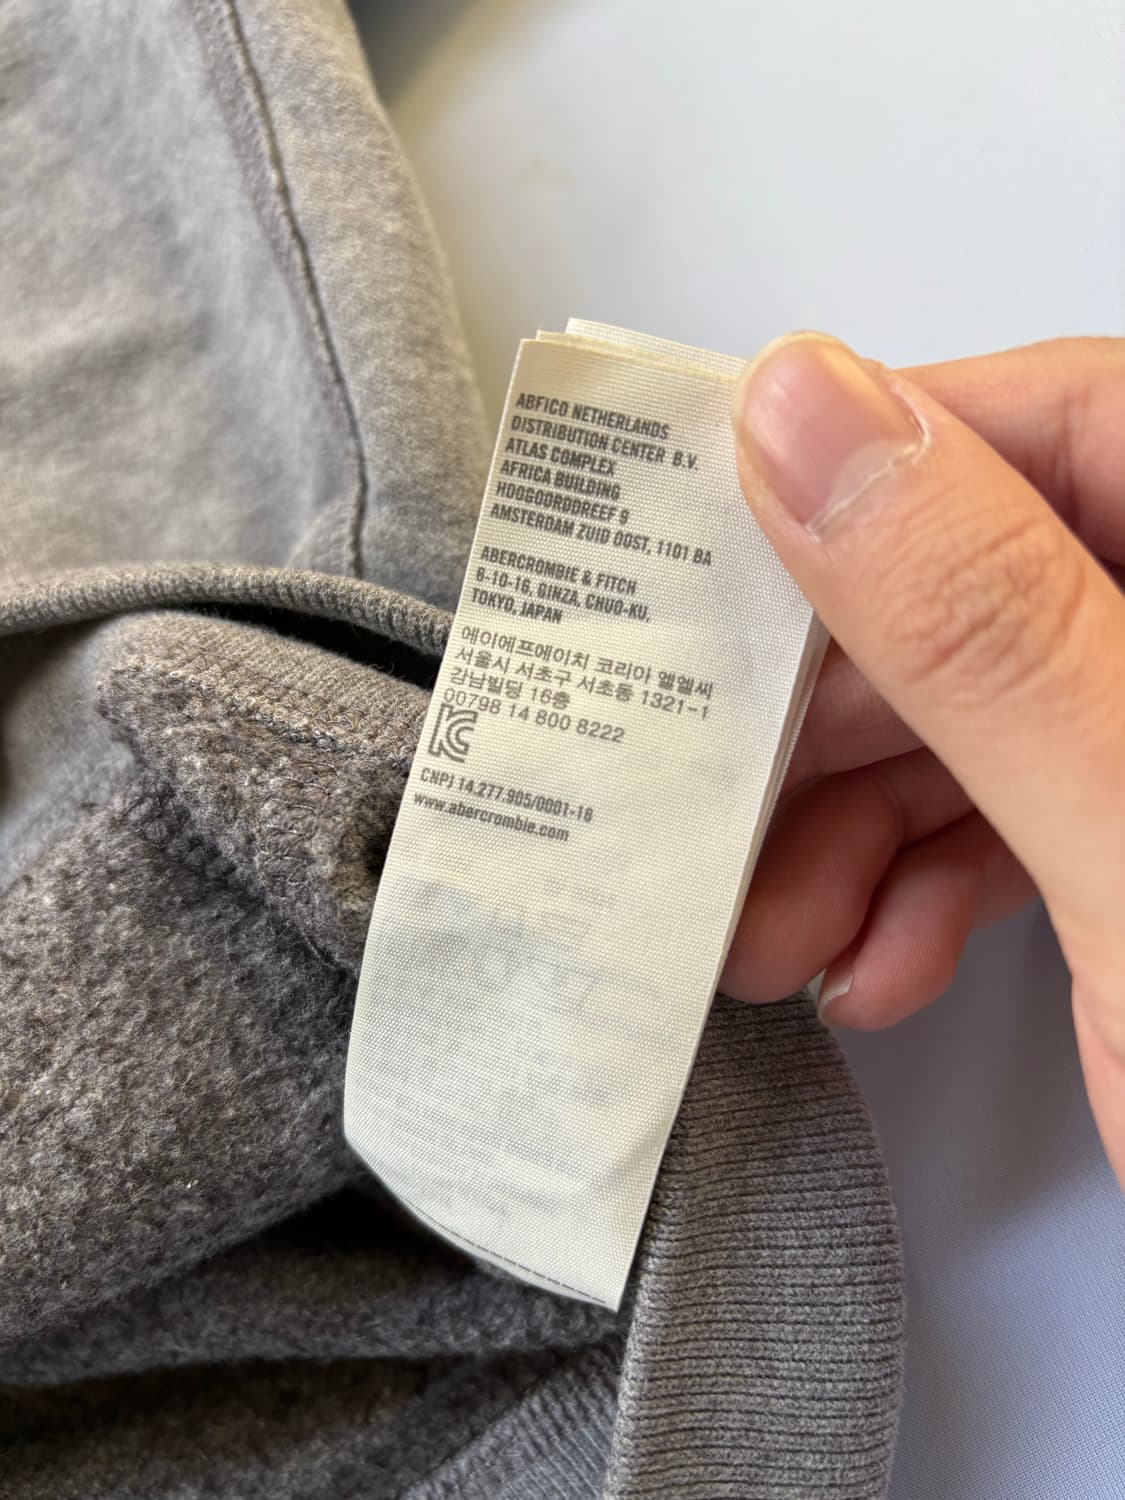 ABFICO NETHERLANDS
DISTRIBUTION CENTER B.V.
ATLAS COMPLEX
AFRICA BUILDING
HOOGOORDDREEF 9
AMSTERDAM ZUID OOST, 1101 BA
ABERCROMBIE & FITCH
6-10-16, GINZA, CHUO-KU,
TOKYO, JAPAN
에이에프에이치 코리아 엘엘씨
서울시 서초구 서초동 1321-1
강남빌딩 16층
00798 14 800 8222
KC
CNPJ 14.277.905/0001-16
www.abercrombie.com